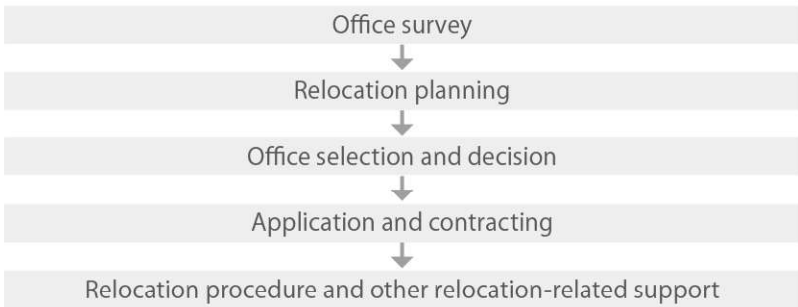 Office survey
Relocation planning
Office selection and decision
Application and contracting
Relocation procedure and other relocation-related support